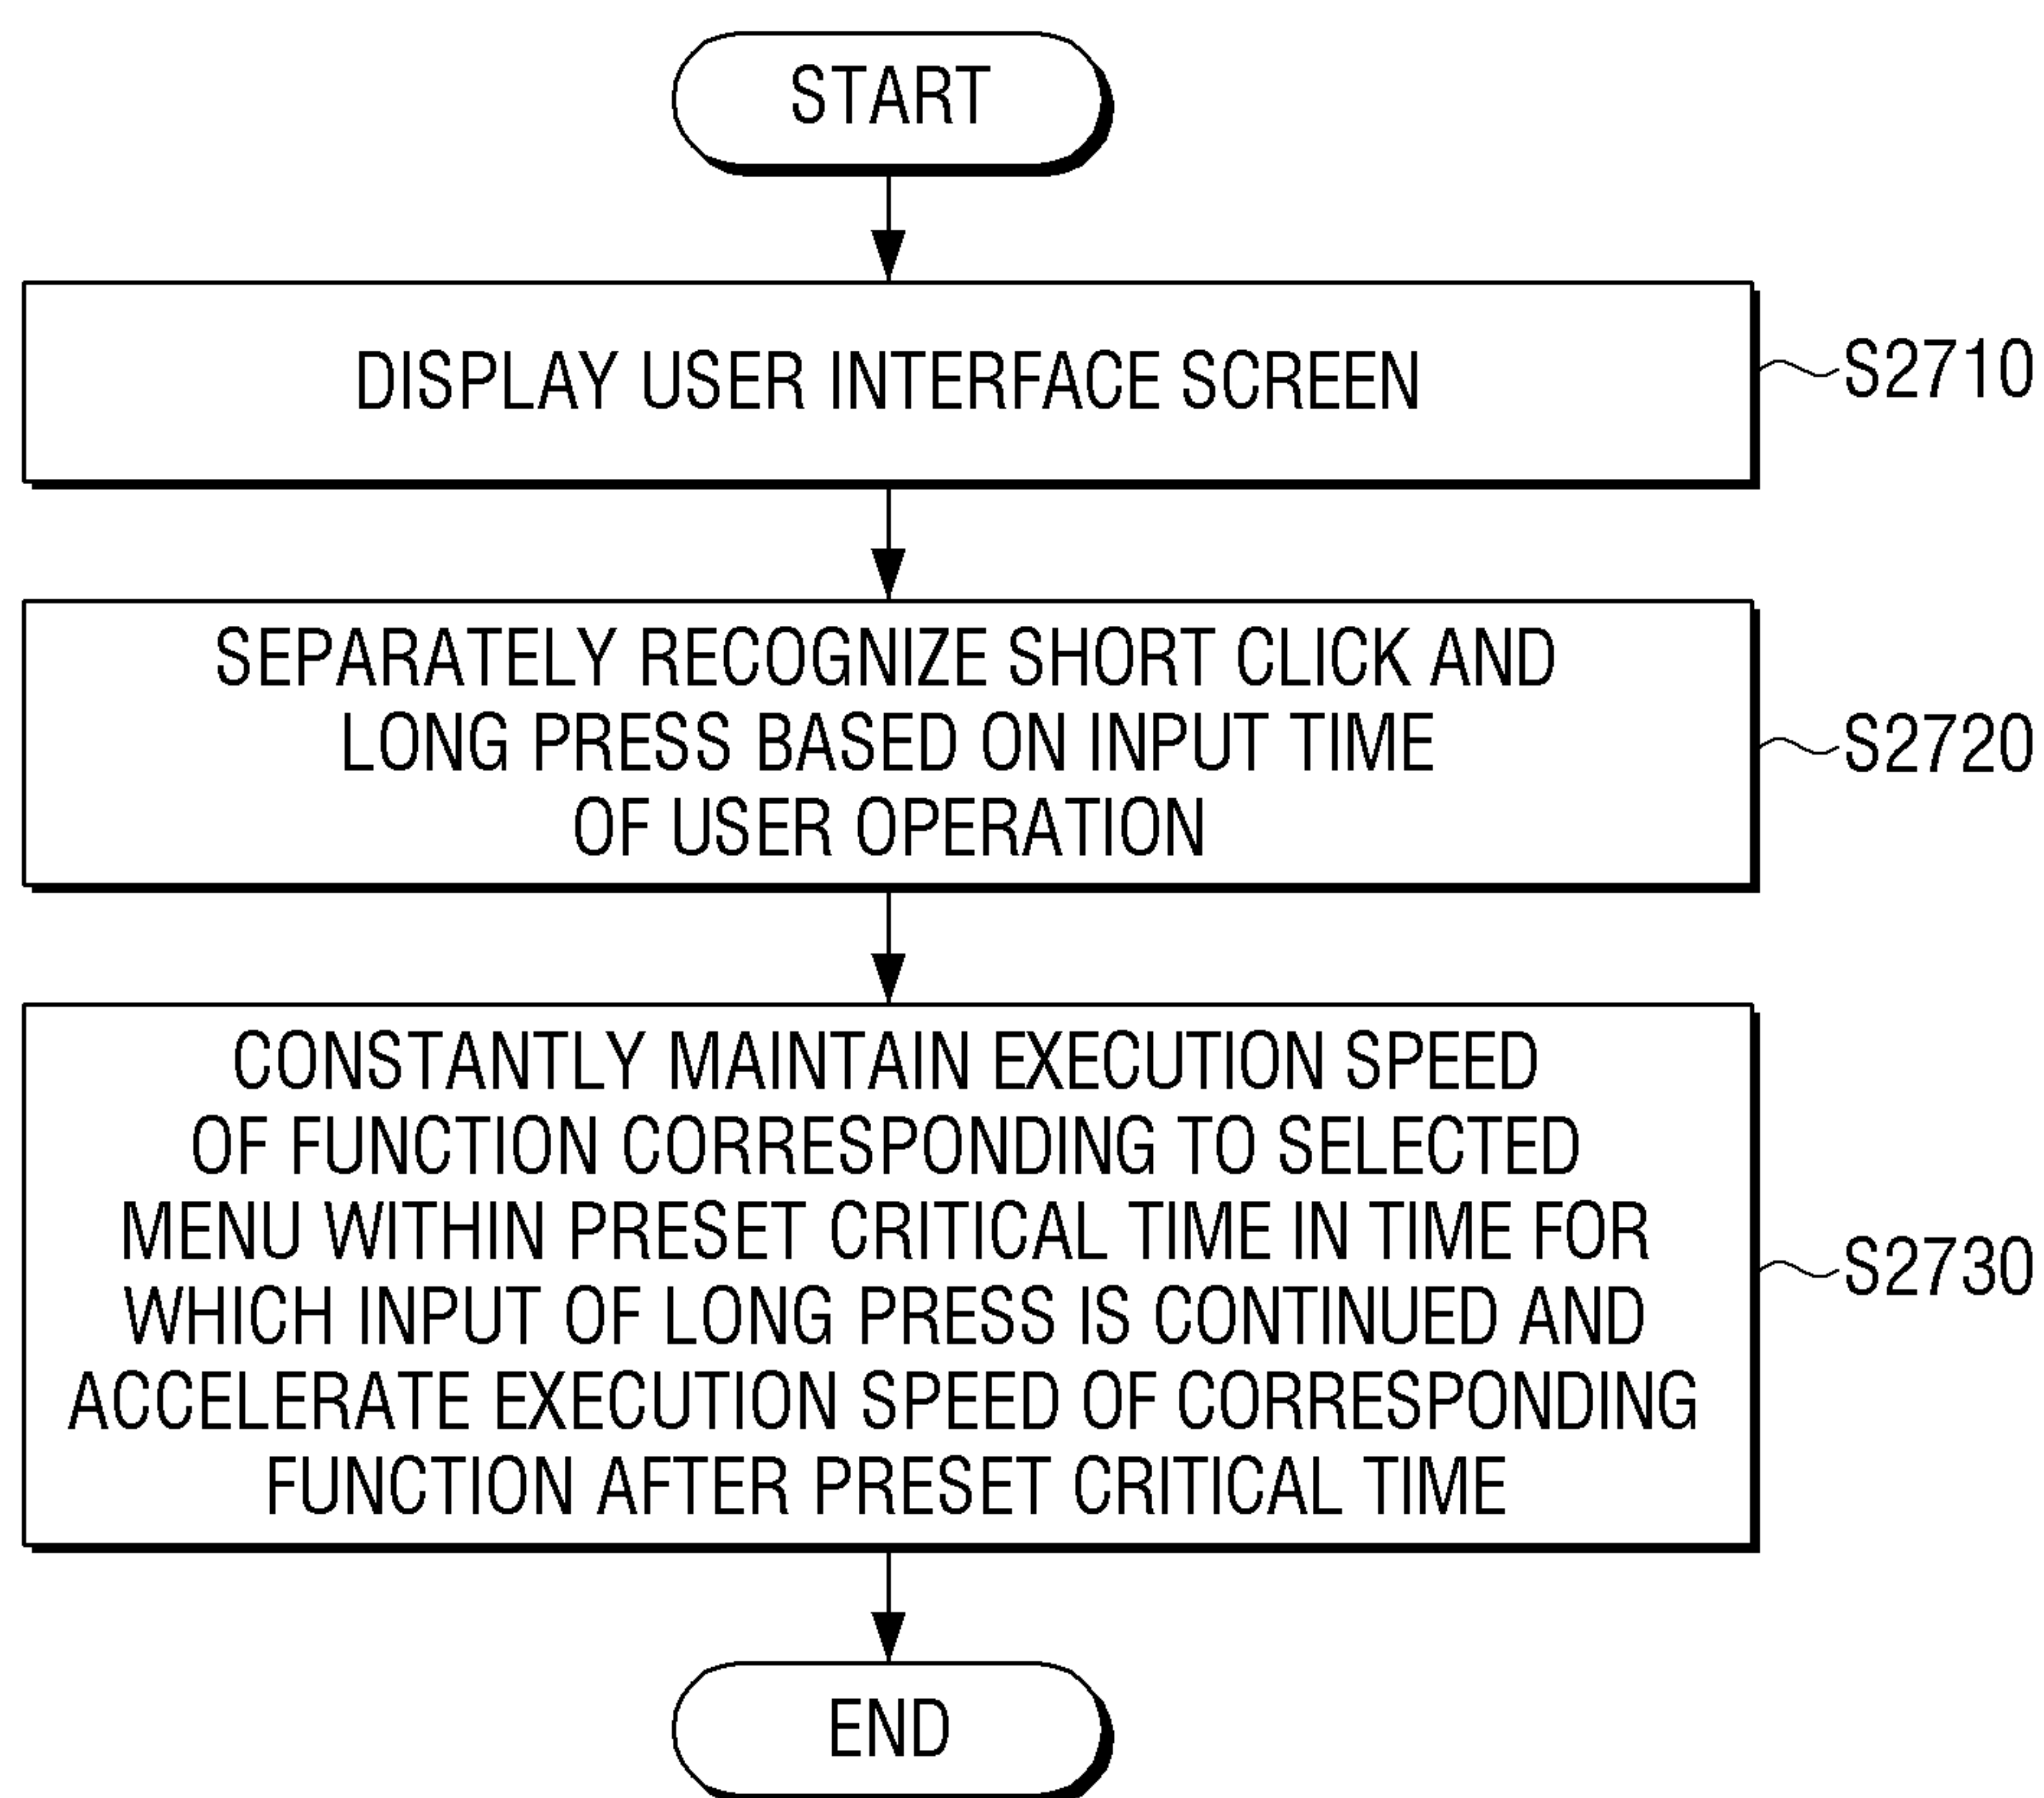 START
DISPLAY USER INTERFACE SCREEN
S2710
SEPARATELY RECOGNIZE SHORT CLICK AND
LONG PRESS BASED ON INPUT TIME
OF USER OPERATION
S2720
CONSTANTLY MAINTAIN EXECUTION SPEED
OF FUNCTION CORRESPONDING TO SELECTED
MENU WITHIN PRESET CRITICAL TIME IN TIME FOR
WHICH INPUT OF LONG PRESS IS CONTINUED AND
ACCELERATE EXECUTION SPEED OF CORRESPONDING
FUNCTION AFTER PRESET CRITICAL TIME
S2730
END